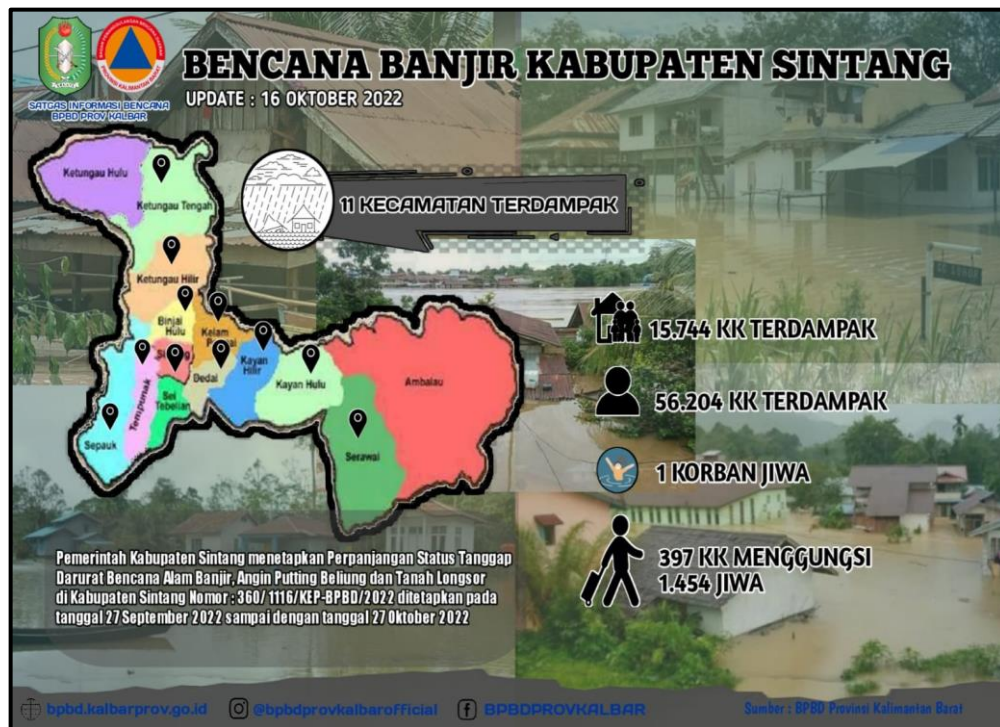 BENCANA BANJIR KABUPATEN SINTANG
UPDATE : 16 OKTOBER 2022
SATGAS INFORMASI BENCANA
BPBD PROV KALBAR
11 KECAMATAN TERDAMPAK
Ketungau Hulu
Ketungau Tengah
Ketungau Hilir
Binjai
Hulu
Kelam
Dedai
Kayan
Hilir
Kayan Hulu
Ambalau
Tempunak
Sei
Tebelian
Sepauk
Serawai
15.744 KK TERDAMPAK
56.204 KK TERDAMPAK
1 KORBAN JIWA
397 KK MENGGUNGSI
1.454 JIWA
Pemerintah Kabupaten Sintang menetapkan Perpanjangan Status Tanggap
Darurat Bencana Alam Banjir, Angin Putting Beliung dan Tanah Longsor
di Kabupaten Sintang Nomor : 360/ 1116/KEP-BPBD/2022 ditetapkan pada
tanggal 27 September 2022 sampai dengan tanggal 27 Oktober 2022
bpbd.kalbarprov.go.id
@bpbdprovkalbarofficial
BPBDPROVKALBAR
Sumber : BPBD Provinsi Kalimantan Barat